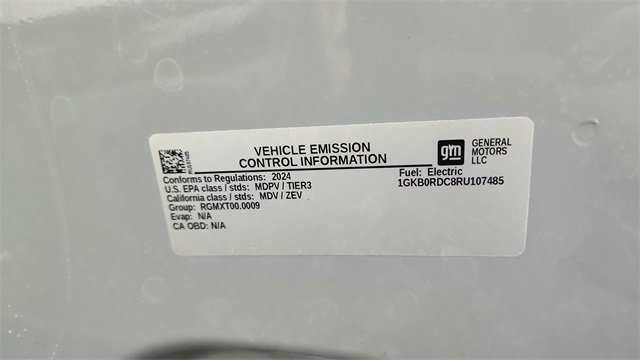 VEHICLE EMISSION
CONTROL INFORMATION
gm
GENERAL
MOTORS
LLC
Conforms to Regulations: 2024
U.S. EPA class / stds: MDPV / TIER3
California class / stds: MDV / ZEV
Group: RGMXT00.0009
Evap: N/A
CA OBD: N/A
Fuel: Electric
1GKB0RDC8RU107485